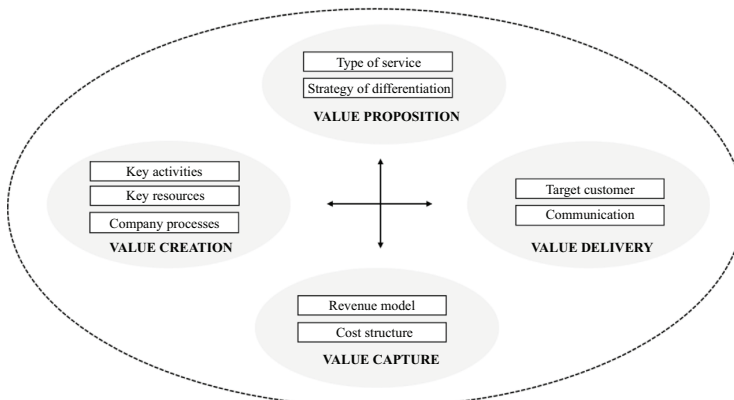 Type of service
Strategy of differentiation
VALUE PROPOSITION
Key activities
Key resources
Company processes
VALUE CREATION
Target customer
Communication
VALUE DELIVERY
Revenue model
Cost structure
VALUE CAPTURE